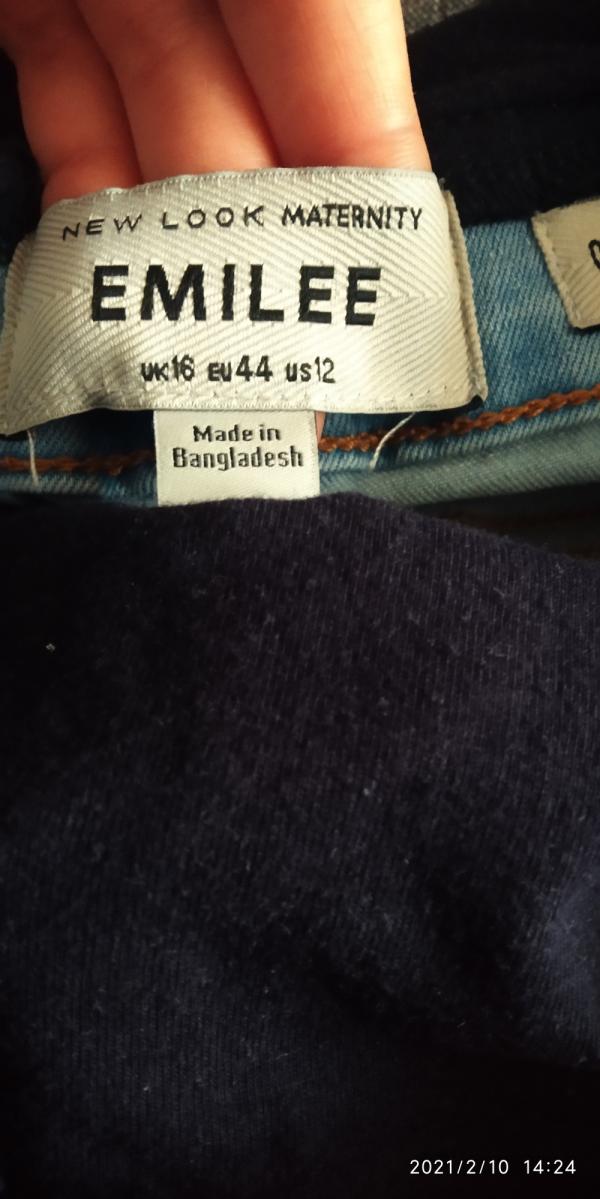 NEW LOOK MATERNITY
EMILEE
UK16 EU44 US12
Made in
Bangladesh
2021/2/10 14:24